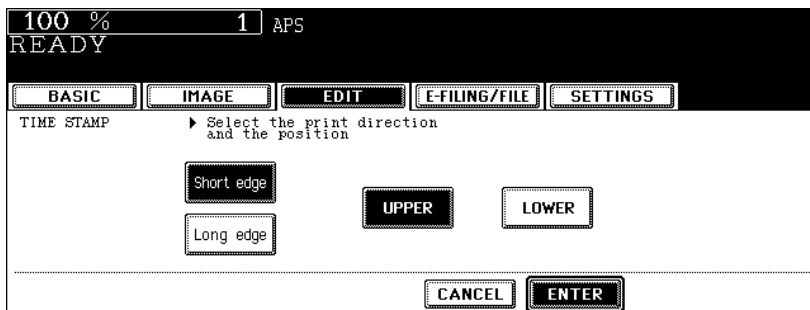 100 % 1 APS
READY
BASIC IMAGE EDIT E-FILING/FILE SETTINGS
TIME STAMP
Select the print direction
and the position
Short edge
Long edge
UPPER LOWER
CANCEL ENTER